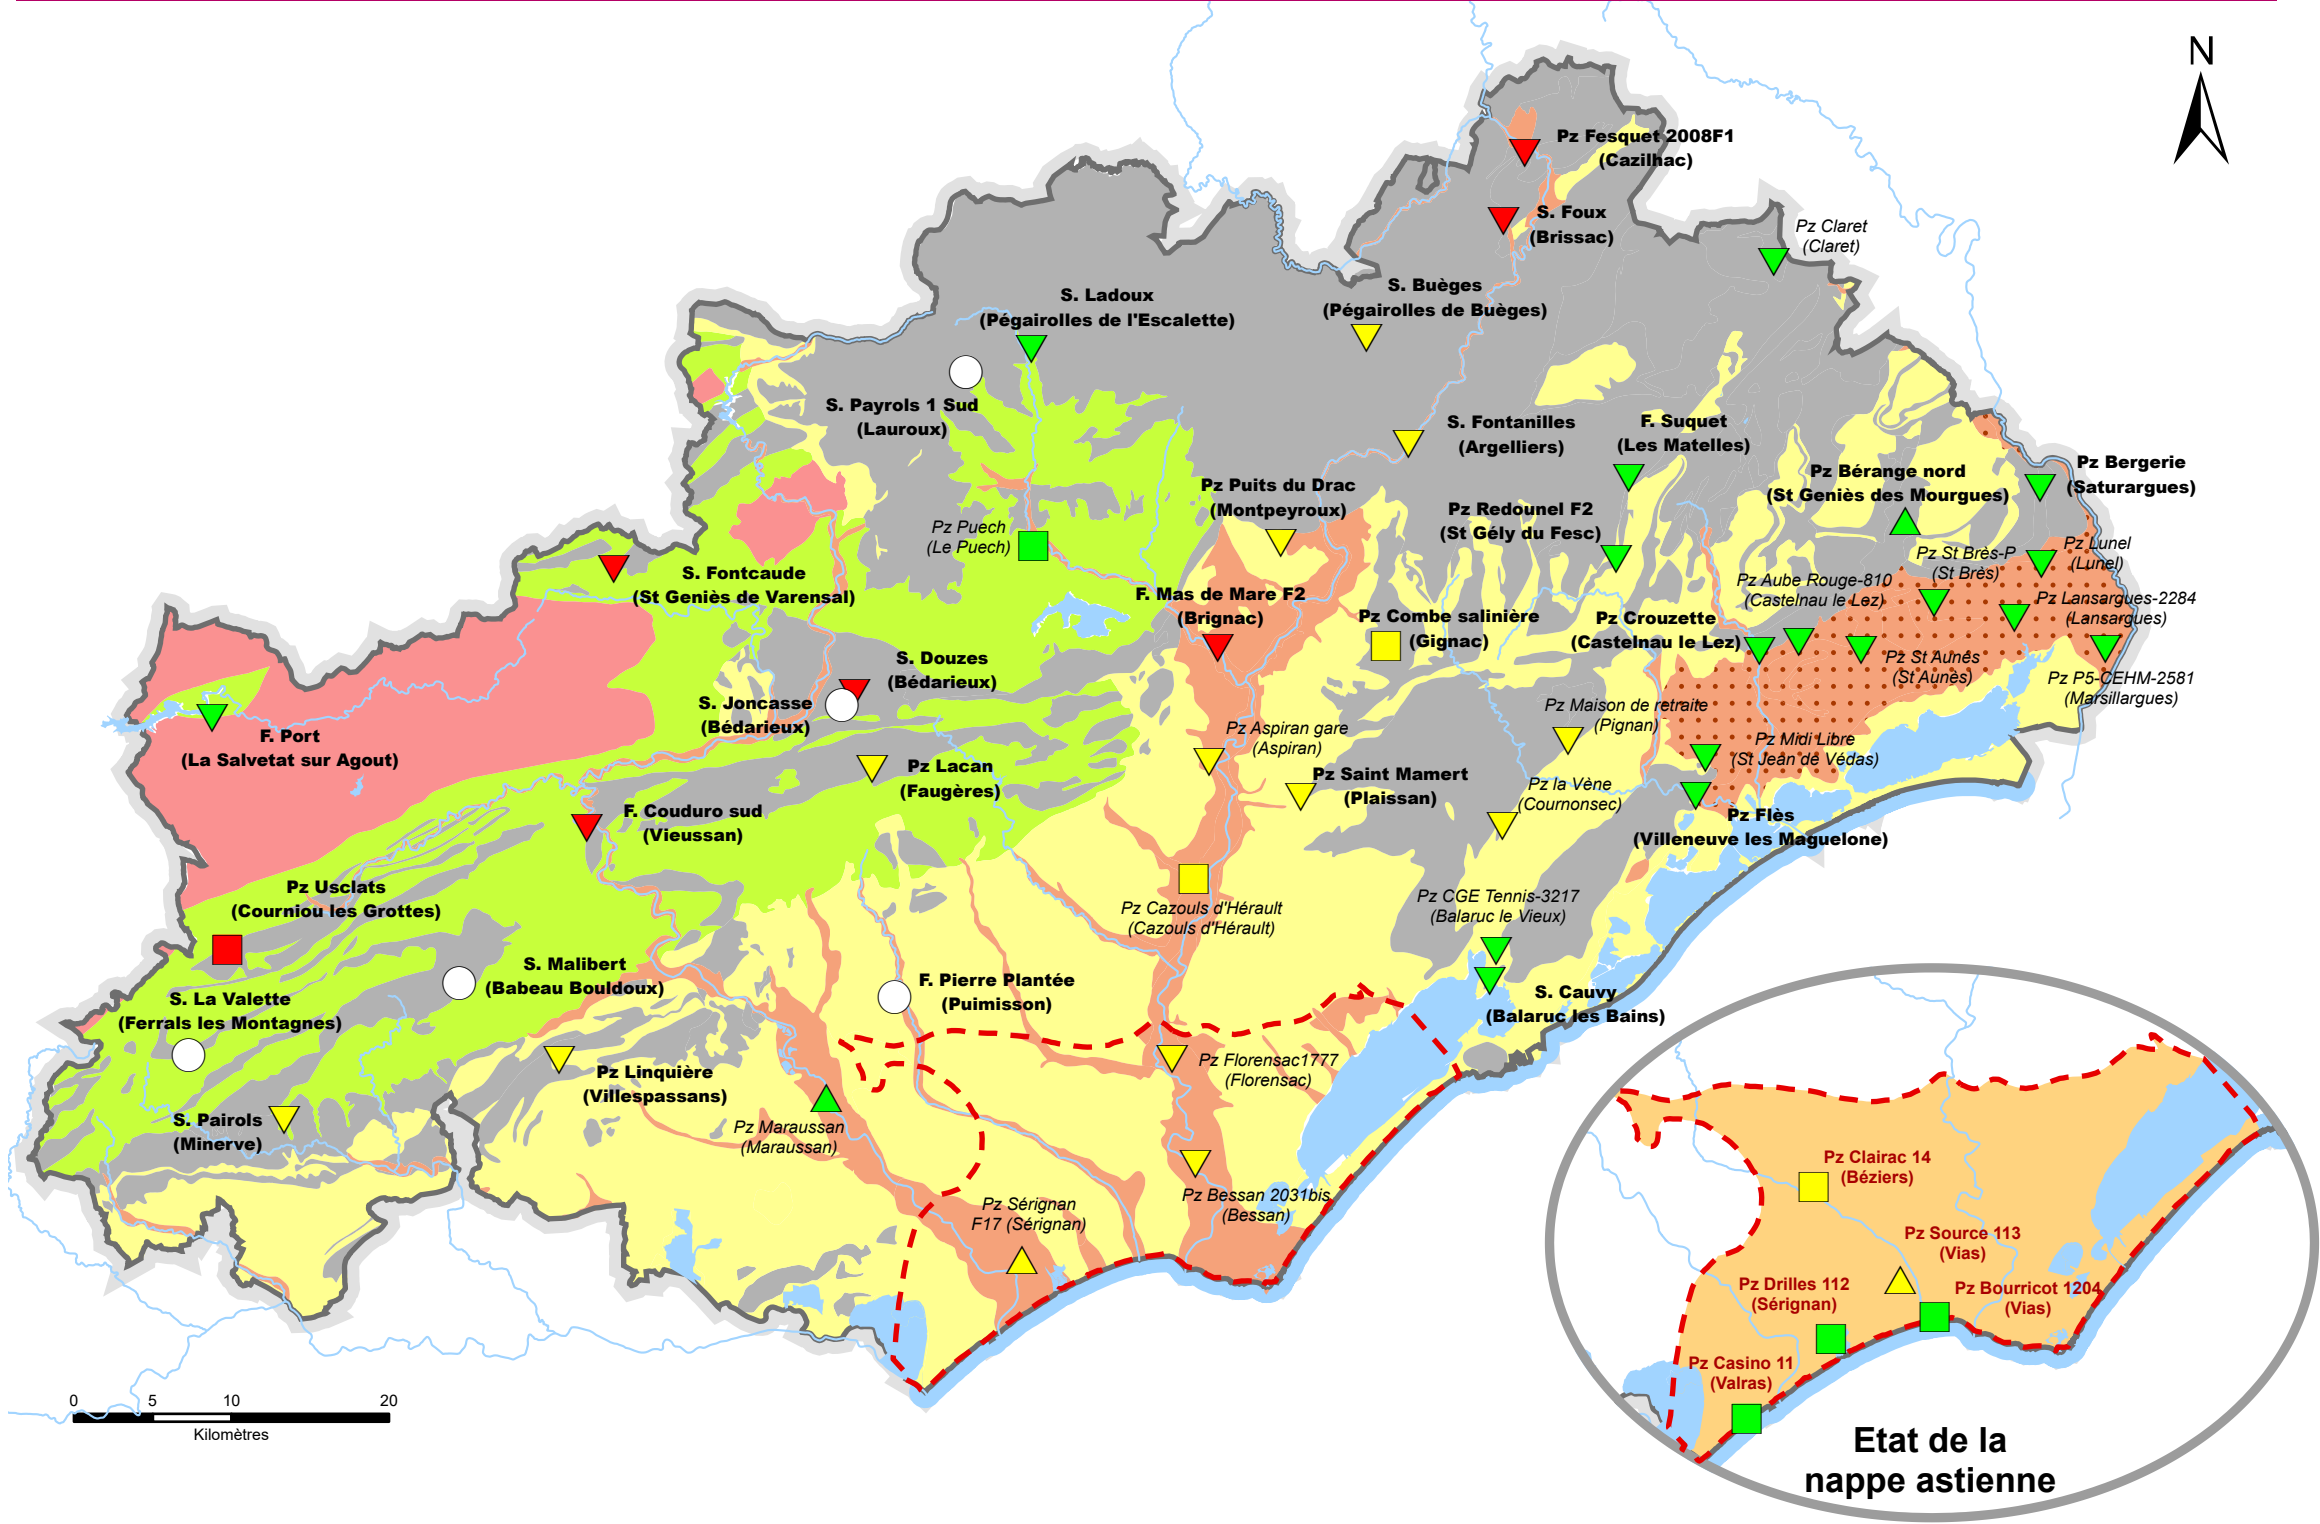 N
Pz Fesquet 2008F1
(Cazilhac)
S. Foux
(Brissac)
Pz Claret
(Claret)
S. Ladoux
(Pégairolles de l'Escalette)
S. Buèges
(Pégairolles de Buèges)
S. Payrols 1 Sud
(Lauroux)
S. Fontanilles
(Argelliers)
F. Suquet
(Les Matelles)
Pz Bérange nord
(St Geniès des Mourgues)
Pz Bergerie
(Saturargues)
Pz Puits du Drac
(Montpeyroux)
Pz Redounel F2
(St Gély du Fesc)
Pz Puech
(Le Puech)
Pz St Brès-P
(St Brès)
Pz Lunel
(Lunel)
Pz Aube Rouge-810
(Castelnau le Lez)
S. Fontcaude
(St Geniès de Varensal)
F. Mas de Mare F2
(Brignac)
Pz Combe salinière
(Gignac)
Pz Crouzette
(Castelnau le Lez)
Pz Lansargues-2284
(Lansargues)
S. Douzes
(Bédarieux)
Pz St Aunés
(St Aunès)
Pz P5-CEHM-2581
(Marsillargues)
S. Joncasse
(Bédarieux)
Pz Maison de retraite
(Pignan)
F. Port
(La Salvetat sur Agout)
Pz Aspiran gare
(Aspiran)
Pz Midi Libre
(St Jean de Védas)
Pz Lacan
(Faugères)
Pz Saint Mamert
(Plaissan)
Pz la Vène
(Cournonsec)
F. Couduro sud
(Vieussan)
Pz Flès
(Villeneuve les Maguelone)
Pz Usclats
(Courniou les Grottes)
Pz Cazouls d'Hérault
(Cazouls d'Hérault)
Pz CGE Tennis-3217
(Balaruc le Vieux)
S. Malibert
(Babeau Bouldoux)
F. Pierre Plantée
(Puimisson)
S. Cauvy
(Balaruc les Bains)
S. La Valette
(Ferrals les Montagnes)
Pz Linquière
(Villespassans)
Pz Florensac1777
(Florensac)
S. Pairols
(Minerve)
Pz Maraussan
(Maraussan)
Pz Sérignan
F17 (Sérignan)
Pz Bessan 2031bis
(Bessan)
Pz Clairac 14
(Béziers)
Pz Source 113
(Vias)
Pz Drilles 112
(Sérignan)
Pz Bourricot 1204
(Vias)
Pz Casino 11
(Valras)
0 5 10 20
Kilomètres
Etat de la
nappe astienne